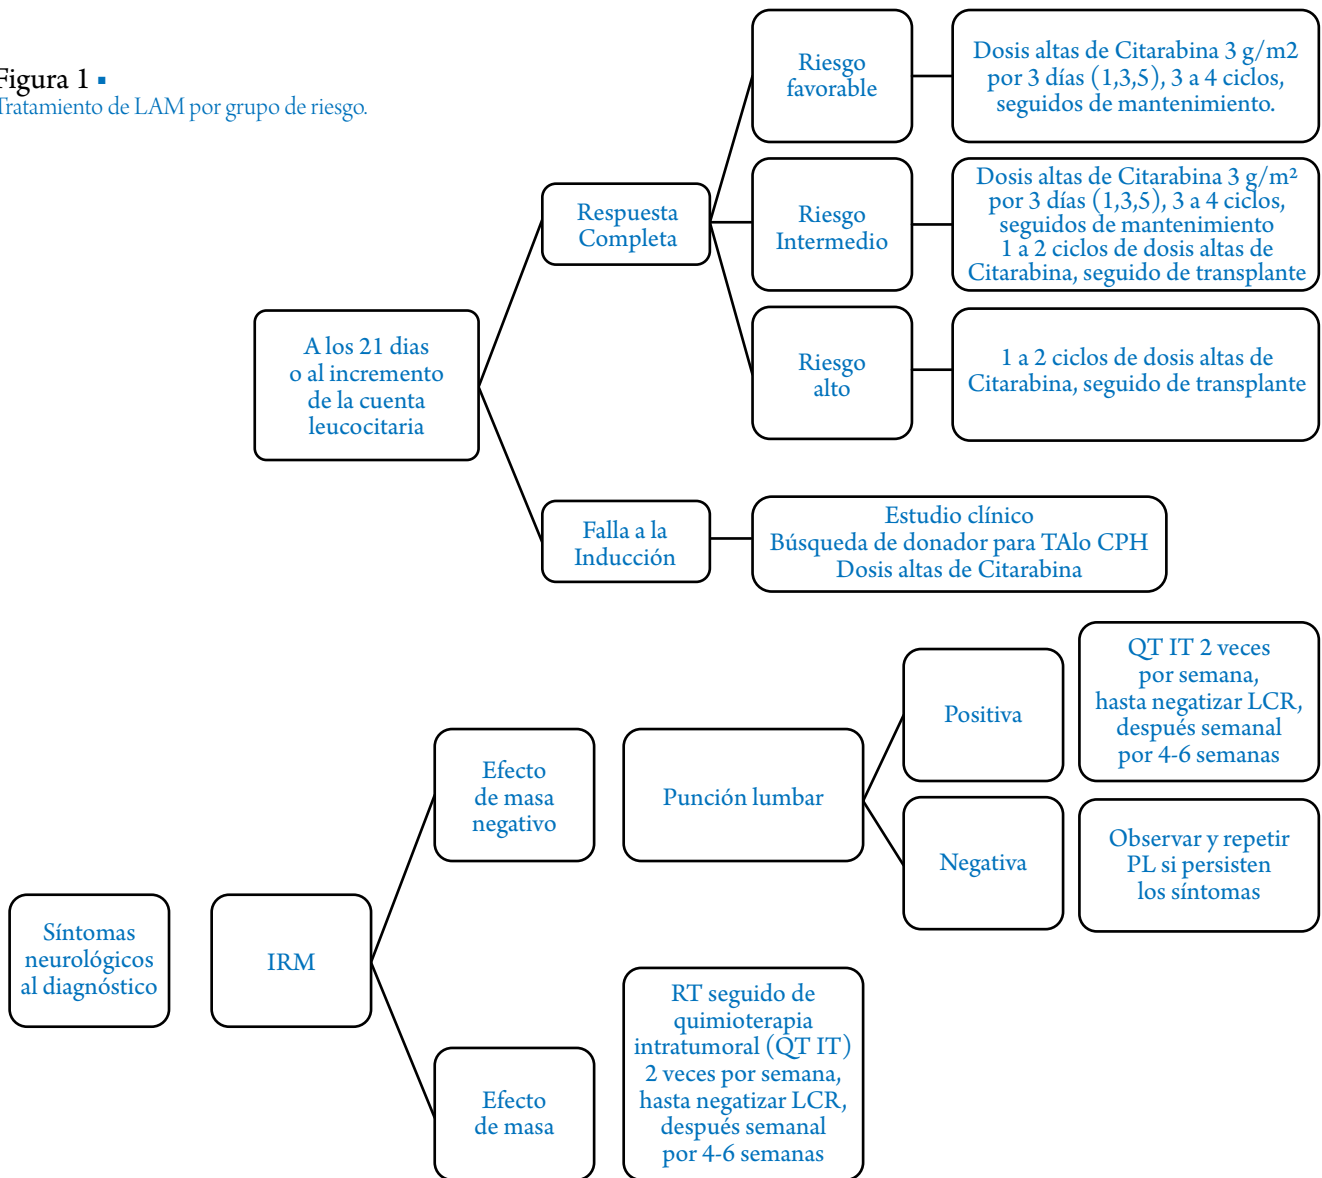 Figura 1 ▪
Tratamiento de LAM por grupo de riesgo.
A los 21 dias
o al incremento
de la cuenta
leucocitaria
Respuesta
Completa
Riesgo
favorable
Dosis altas de Citarabina 3 g/m2
por 3 días (1,3,5), 3 a 4 ciclos,
seguidos de mantenimiento.
Riesgo
Intermedio
Dosis altas de Citarabina 3 g/m²
por 3 días (1,3,5), 3 a 4 ciclos,
seguidos de mantenimiento
1 a 2 ciclos de dosis altas de
Citarabina, seguido de transplante
Riesgo
alto
1 a 2 ciclos de dosis altas de
Citarabina, seguido de transplante
Falla a la
Inducción
Estudio clínico
Búsqueda de donador para TAlo CPH
Dosis altas de Citarabina
Síntomas
neurológicos
al diagnóstico
IRM
Efecto
de masa
negativo
Punción lumbar
Positiva
QT IT 2 veces
por semana,
hasta negatizar LCR,
después semanal
por 4-6 semanas
Negativa
Observar y repetir
PL si persisten
los síntomas
Efecto
de masa
RT seguido de
quimioterapia
intratumoral (QT IT)
2 veces por semana,
hasta negatizar LCR,
después semanal
por 4-6 semanas